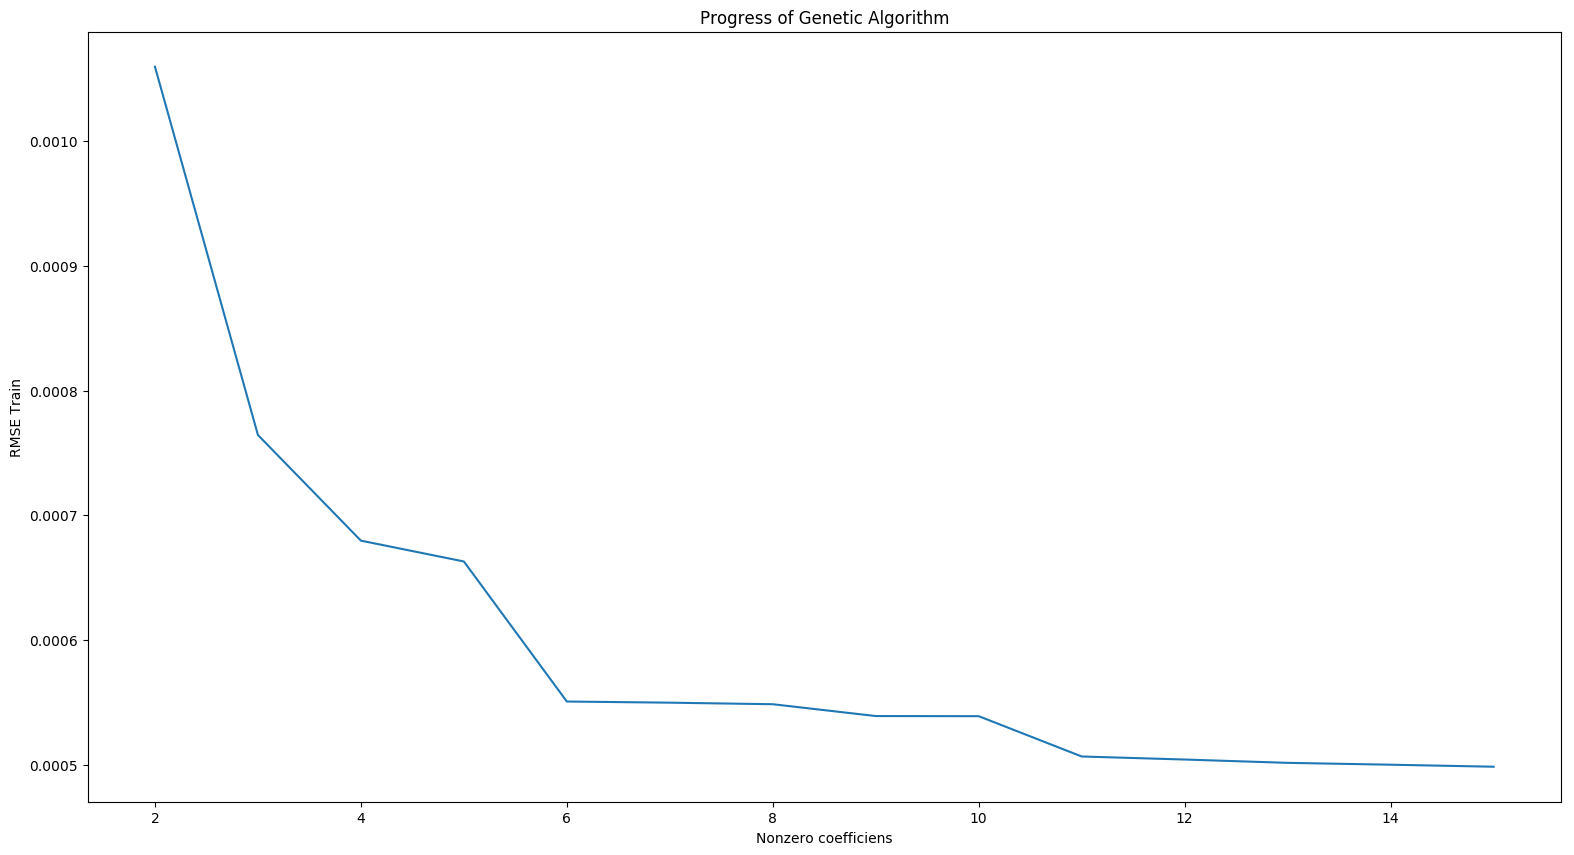 Progress of Genetic Algorithm
0.0010
0.0009
0.0008
0.0007
0.0006
0.0005
RMSE Train
2 4 6 8 10 12 14
Nonzero coefficiens